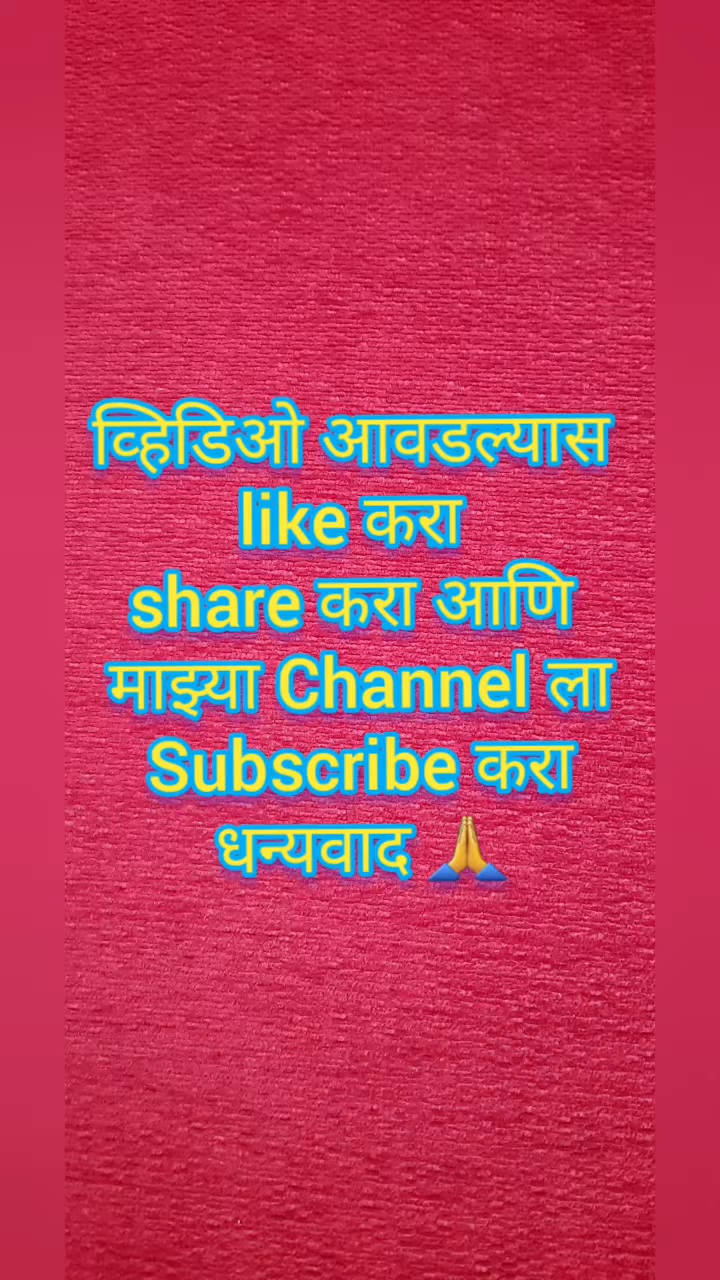 व्हिडिओ आवडल्यास
like करा
share करा आणि
माझ्या Channel ला
Subscribe करा
धन्यवाद 🙏